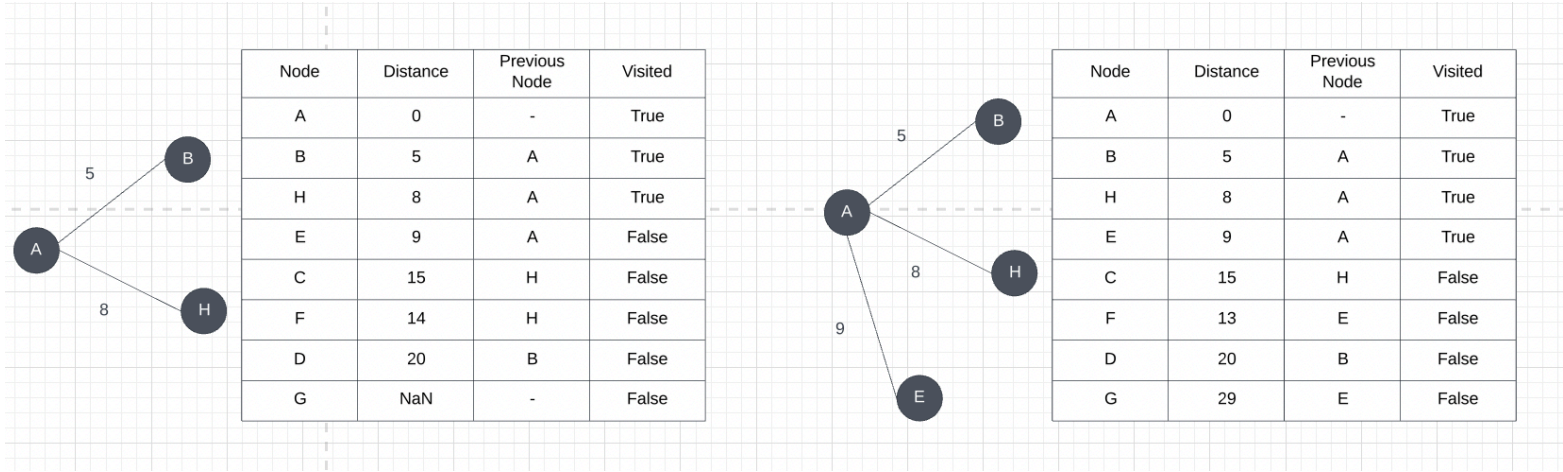 B
5
A
8
H
Node Distance Previous Node Visited
A 0 - True
B 5 A True
H 8 A True
E 9 A False
C 15 H False
F 14 H False
D 20 B False
G NaN - False
B
5
A
8
H
9
E
Node Distance Previous Node Visited
A 0 - True
B 5 A True
H 8 A True
E 9 A True
C 15 H False
F 13 E False
D 20 B False
G 29 E False